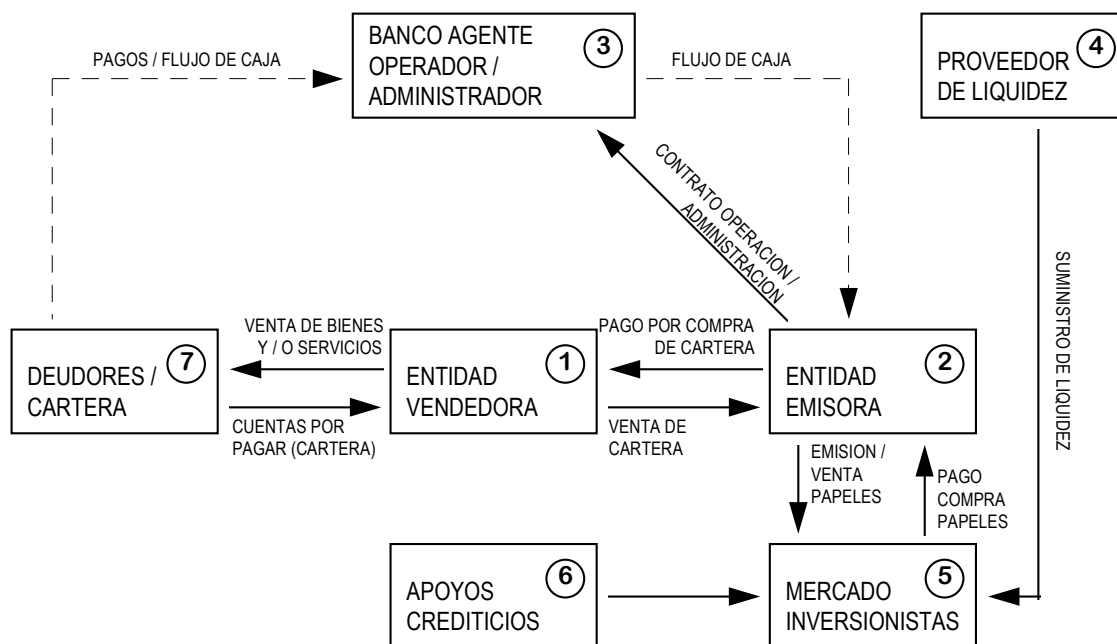 BANCO AGENTE
OPERADOR /
ADMINISTRADOR
3
PROVEEDOR
DE LIQUIDEZ
4
PAGOS / FLUJO DE CAJA
FLUJO DE CAJA
CONTRATO OPERACION /
ADMINISTRACION
SUMINISTRO DE LIQUIDEZ
DEUDORES /
CARTERA
7
VENTA DE BIENES
Y / O SERVICIOS
CUENTAS POR
PAGAR (CARTERA)
ENTIDAD
VENDEDORA
1
PAGO POR COMPRA
DE CARTERA
VENTA DE
CARTERA
ENTIDAD
EMISORA
2
EMISION /
VENTA
PAPELES
PAGO
COMPRA
PAPELES
APOYOS
CREDITICIOS
6
MERCADO
INVERSIONISTAS
5